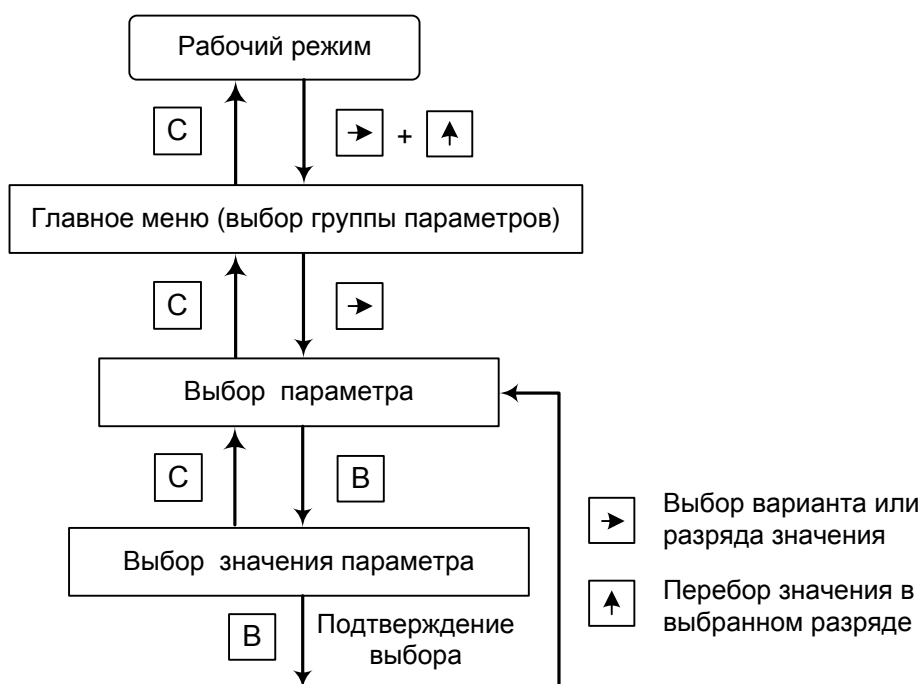 Рабочий режим
С
+
Главное меню (выбор группы параметров)
С
Выбор параметра
С
В
Выбор значения параметра
В
Подтверждение
выбора
Выбор варианта или
разряда значения
Перебор значения в
выбранном разряде